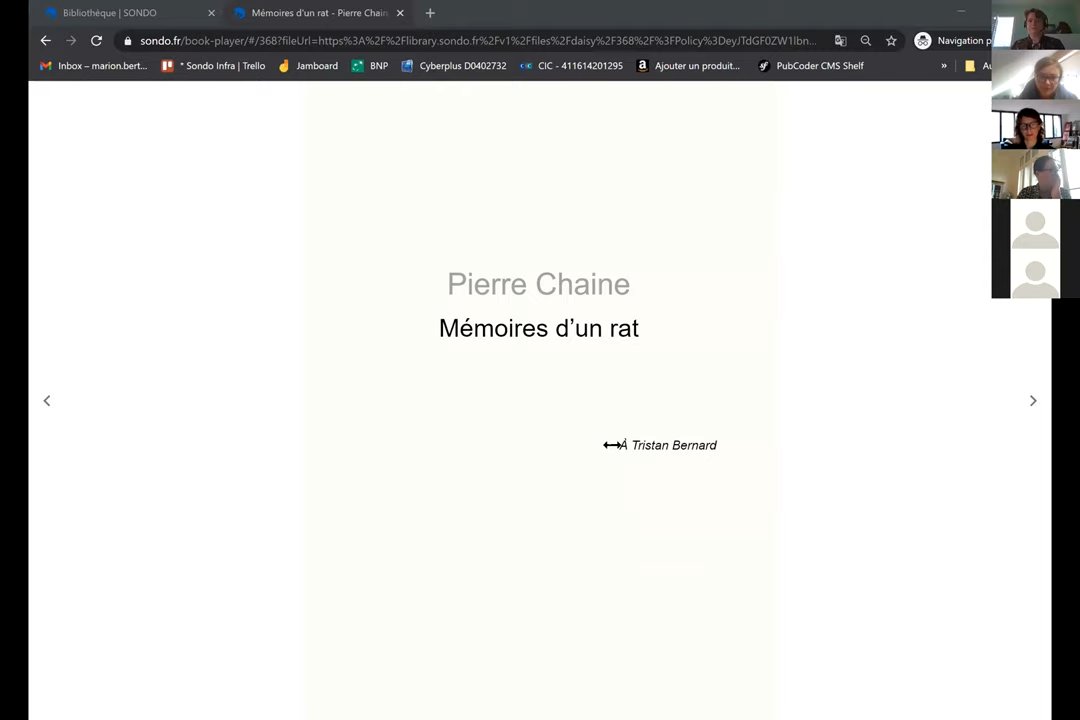 Bibliothèque | SONDO
Mémoires d'un rat - Pierre Chain
sondo.fr/book-player/#/368?fileUrl=https%3A%2F%2Flibrary.sondo.fr%2Fv1%2Ffiles%2Fdaisy%2F368%2F%3FPolicy%3DeyJTdGF0ZW1lbn...
Navigation p
Inbox – marion.bert...
* Sondo Infra | Trello
Jamboard
BNP
Cyberplus D0402732
CIC - 411614201295
Ajouter un produit...
PubCoder CMS Shelf
»
Au
Pierre Chaine
Mémoires d’un rat
À Tristan Bernard